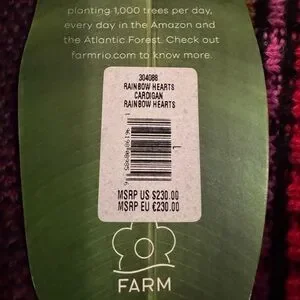 planting 1,000 trees per day,
every day in the Amazon and
the Atlantic Forest. Check out
farmrio.com to know more.
304088
RAINBOW HEARTS
CARDIGAN
RAINBOW HEARTS
L
MSRP US $230.00
MSRP EU €230.00
FARM